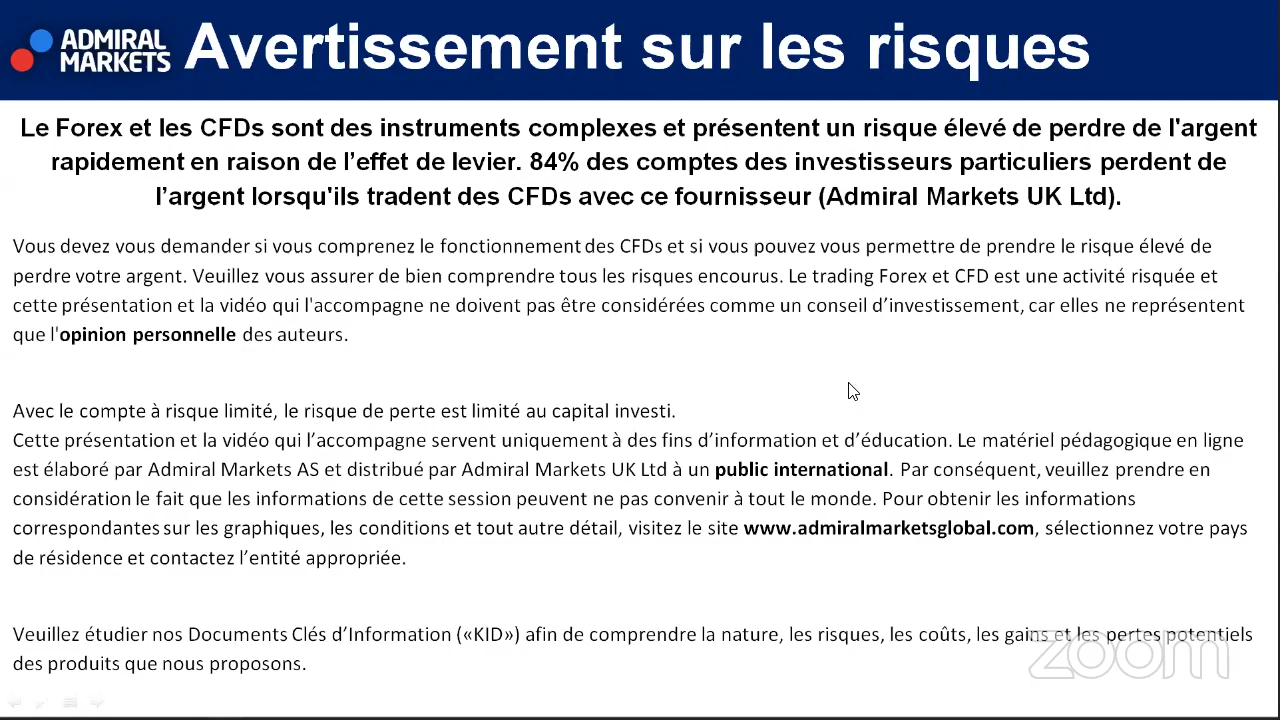 ADMIRAL MARKETS
Avertissement sur les risques
Le Forex et les CFDs sont des instruments complexes et présentent un risque élevé de perdre de l'argent
rapidement en raison de l’effet de levier. 84% des comptes des investisseurs particuliers perdent de
l’argent lorsqu'ils tradent des CFDs avec ce fournisseur (Admiral Markets UK Ltd).
Vous devez vous demander si vous comprenez le fonctionnement des CFDs et si vous pouvez vous permettre de prendre le risque élevé de
perdre votre argent. Veuillez vous assurer de bien comprendre tous les risques encourus. Le trading Forex et CFD est une activité risquée et
cette présentation et la vidéo qui l'accompagne ne doivent pas être considérées comme un conseil d’investissement, car elles ne représentent
que l'opinion personnelle des auteurs.
Avec le compte à risque limité, le risque de perte est limité au capital investi.
Cette présentation et la vidéo qui l’accompagne servent uniquement à des fins d’information et d’éducation. Le matériel pédagogique en ligne
est élaboré par Admiral Markets AS et distribué par Admiral Markets UK Ltd à un public international. Par conséquent, veuillez prendre en
considération le fait que les informations de cette session peuvent ne pas convenir à tout le monde. Pour obtenir les informations
correspondantes sur les graphiques, les conditions et tout autre détail, visitez le site www.admiralmarketsglobal.com, sélectionnez votre pays
de résidence et contactez l’entité appropriée.
Veuillez étudier nos Documents Clés d’Information («KID») afin de comprendre la nature, les risques, les coûts, les gains et les pertes potentiels
des produits que nous proposons.
zoom